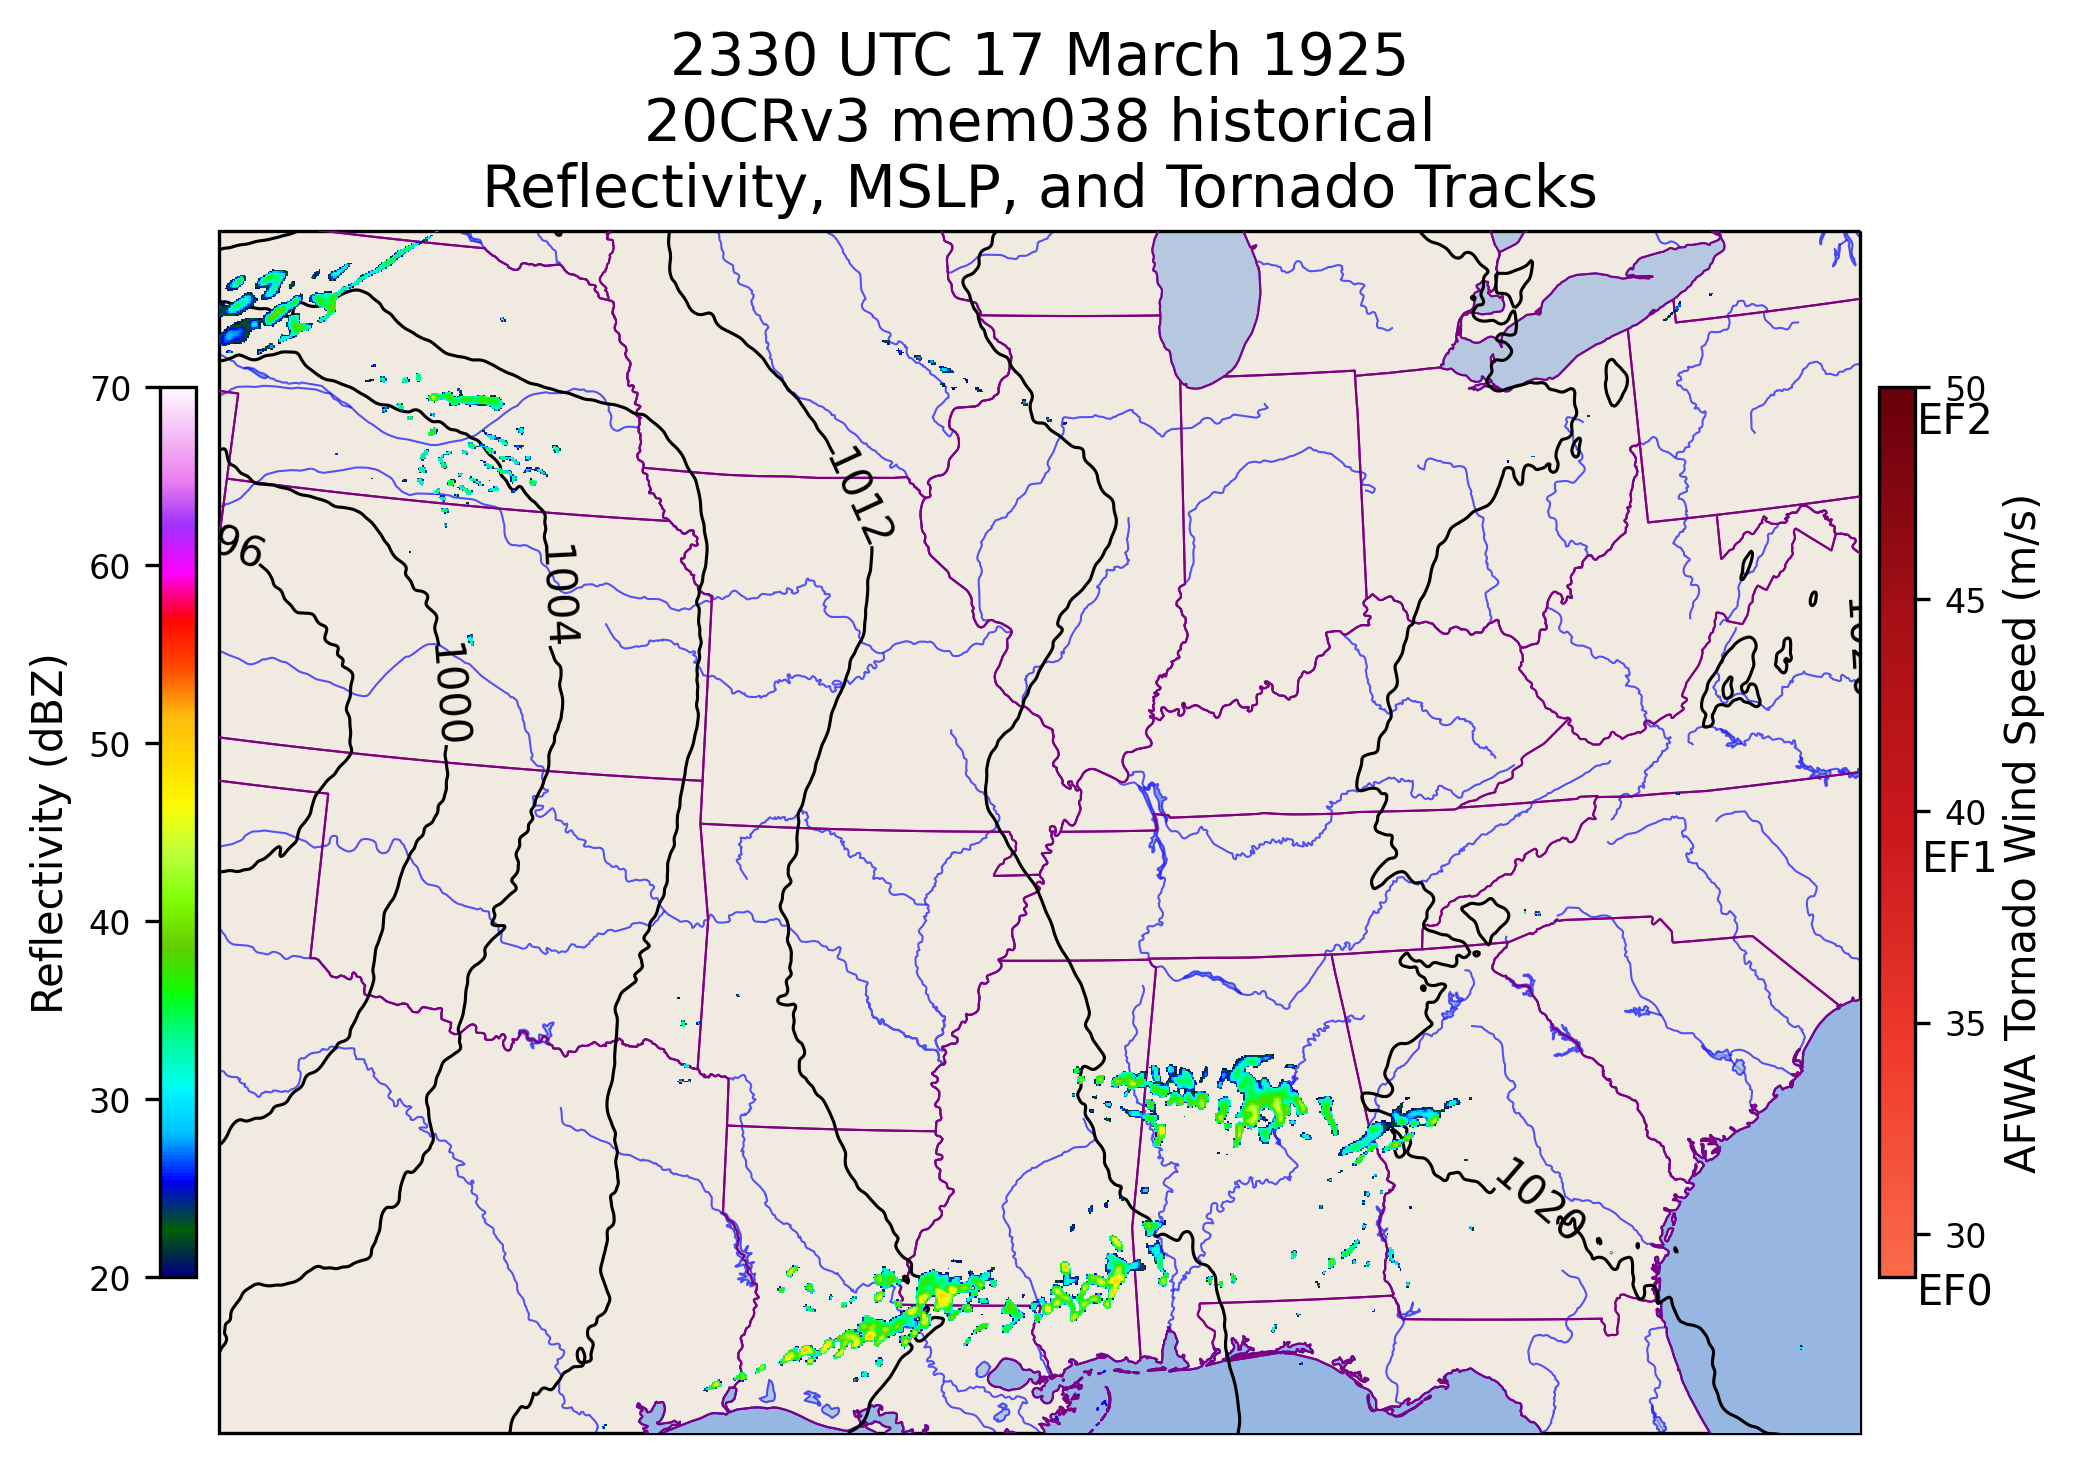 2330 UTC 17 March 1925
20CRv3 mem038 historical
Reflectivity, MSLP, and Tornado Tracks
70
60
50
40
30
20
Reflectivity (dBZ)
96
1000
1004
1012
1020
50
EF2
45
40
EF1
35
30
EF0
AFWA Tornado Wind Speed (m/s)